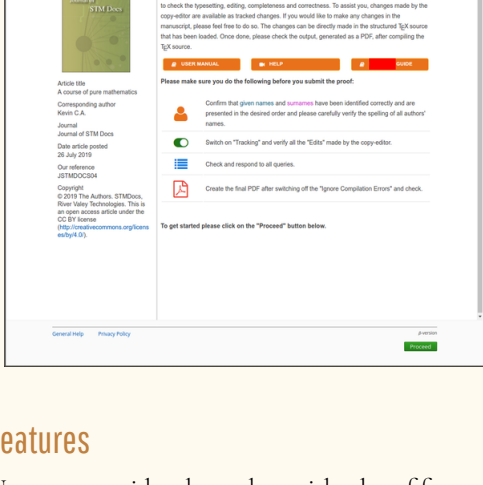 STM Docs
to check the typesetting, editing, completeness and correctness. To assist you, changes made by the
copy-editor are available as tracked changes. If you would like to make any changes in the
manuscript, please feel free to do so. The changes can be directly made in the structured TEX source
that has been loaded. Once done, please check the output, generated as a PDF, after compiling the
TEX source.
USER MANUAL
HELP
GUIDE
Please make sure you do the following before you submit the proof:
Article title
A course of pure mathematics
Corresponding author
Kevin C.A.
Journal
Journal of STM Docs
Date article posted
26 July 2019
Our reference
JSTMDOCS04
Copyright
© 2019 The Authors. STMDocs,
River Valey Technologies. This is
an open access article under the
CC BY license
(http://creativecommons.org/licens
es/by/4.0/).
Confirm that given names and surnames have been identified correctly and are
presented in the desired order and please carefully verify the spelling of all authors'
names.
Switch on "Tracking" and verify all the "Edits" made by the copy-editor.
Check and respond to all queries.
Create the final PDF after switching off the "Ignore Compilation Errors" and check.
To get started please click on the "Proceed" button below.
General Help
Privacy Policy
Proceed
eatures